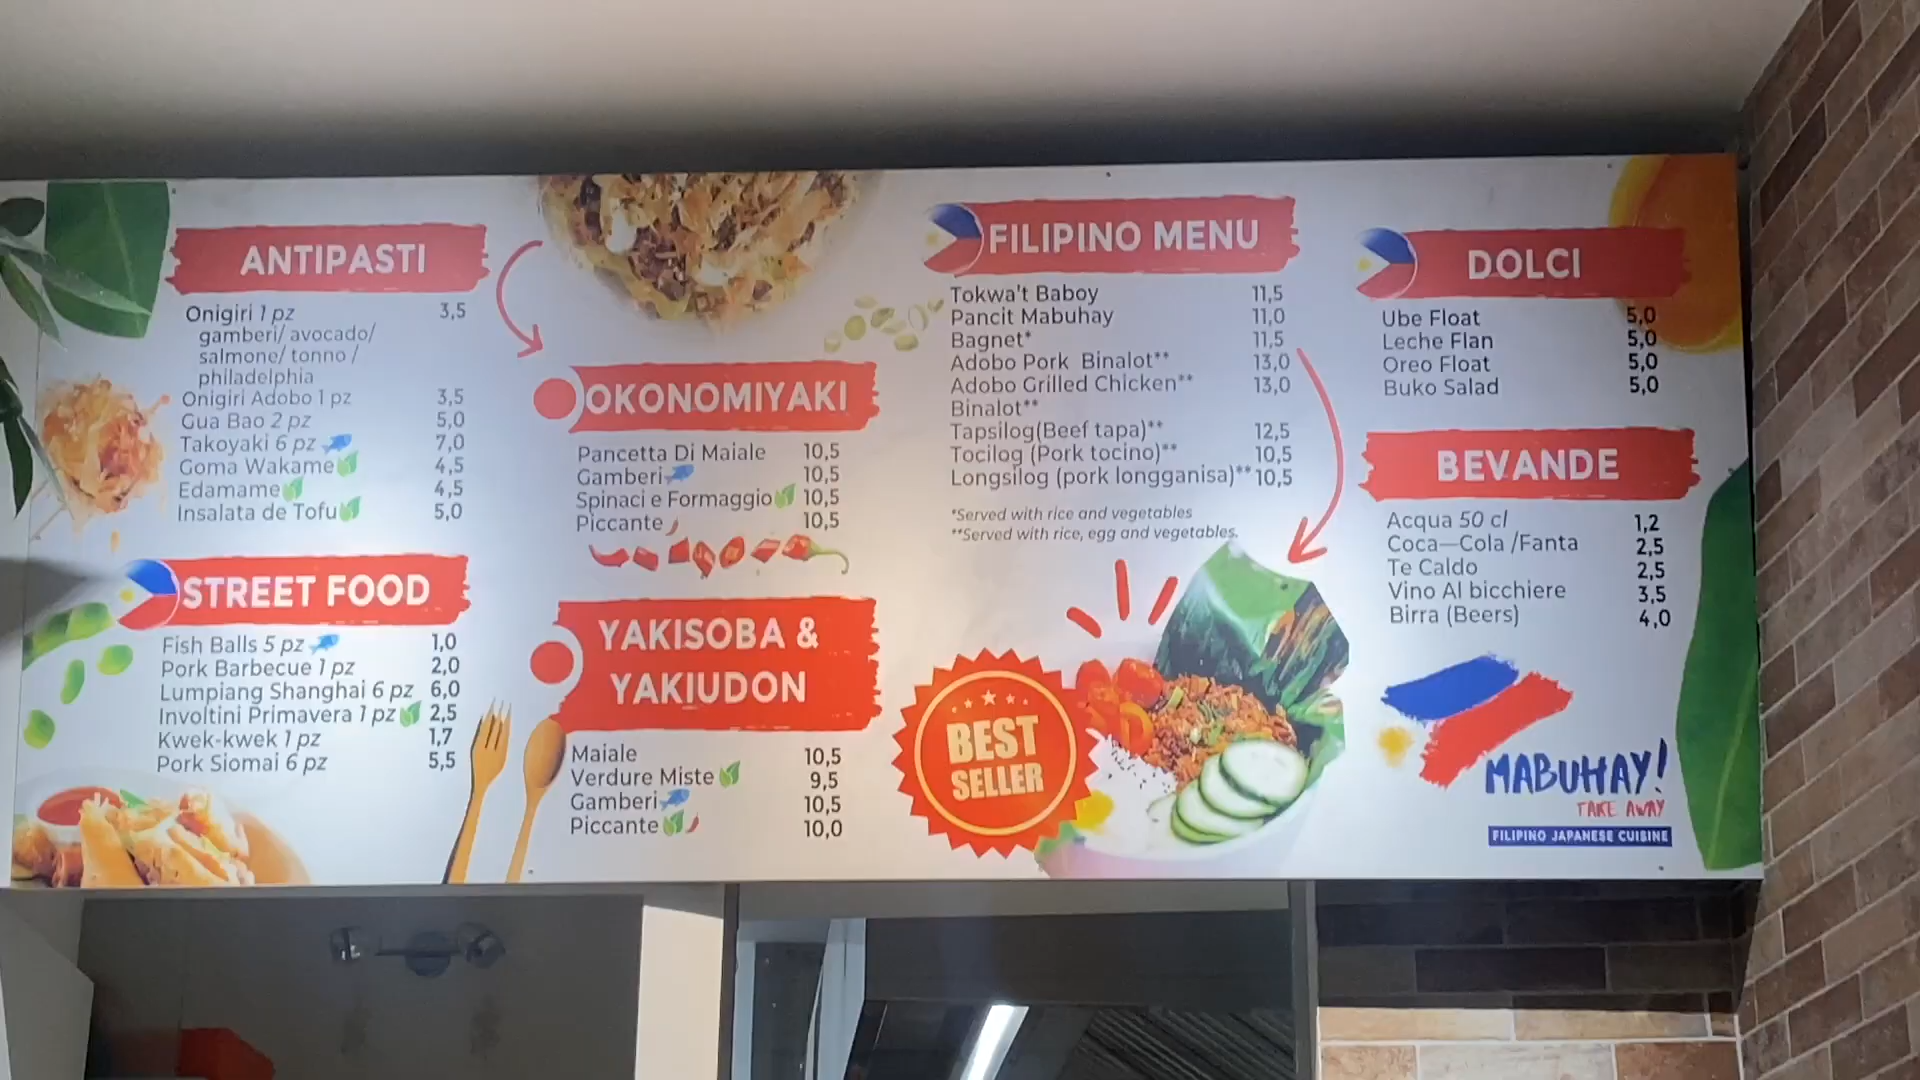 ANTIPASTI
Onigiri 1 pz 3,5
gamberi/ avocado/
salmone/ tonno /
philadelphia
Onigiri Adobo 1 pz 3,5
Gua Bao 2 pz 5,0
Takoyaki 6 pz 7,0
Goma Wakame 4,5
Edamame 4,5
Insalata de Tofu 5,0
STREET FOOD
Fish Balls 5 pz 1,0
Pork Barbecue 1 pz 2,0
Lumpiang Shanghai 6 pz 6,0
Involtini Primavera 1 pz 2,5
Kwek-kwek 1 pz 1,7
Pork Siomai 6 pz 5,5
OKONOMIYAKI
Pancetta Di Maiale 10,5
Gamberi 10,5
Spinaci e Formaggio 10,5
Piccante 10,5
YAKISOBA &
YAKIUDON
Maiale 10,5
Verdure Miste 9,5
Gamberi 10,5
Piccante 10,0
FILIPINO MENU
Tokwa't Baboy 11,5
Pancit Mabuhay 11,0
Bagnet* 11,5
Adobo Pork Binalot** 13,0
Adobo Grilled Chicken** 13,0
Binalot**
Tapsilog(Beef tapa)** 12,5
Tocilog (Pork tocino)** 10,5
Longsilog (pork longganisa)** 10,5
*Served with rice and vegetables
**Served with rice, egg and vegetables.
BEST
SELLER
DOLCI
Ube Float 5,0
Leche Flan 5,0
Oreo Float 5,0
Buko Salad 5,0
BEVANDE
Acqua 50 cl 1,2
Coca—Cola /Fanta 2,5
Te Caldo 2,5
Vino Al bicchiere 3,5
Birra (Beers) 4,0
MABUHAY!
TAKE AWAY
FILIPINO JAPANESE CUISINE